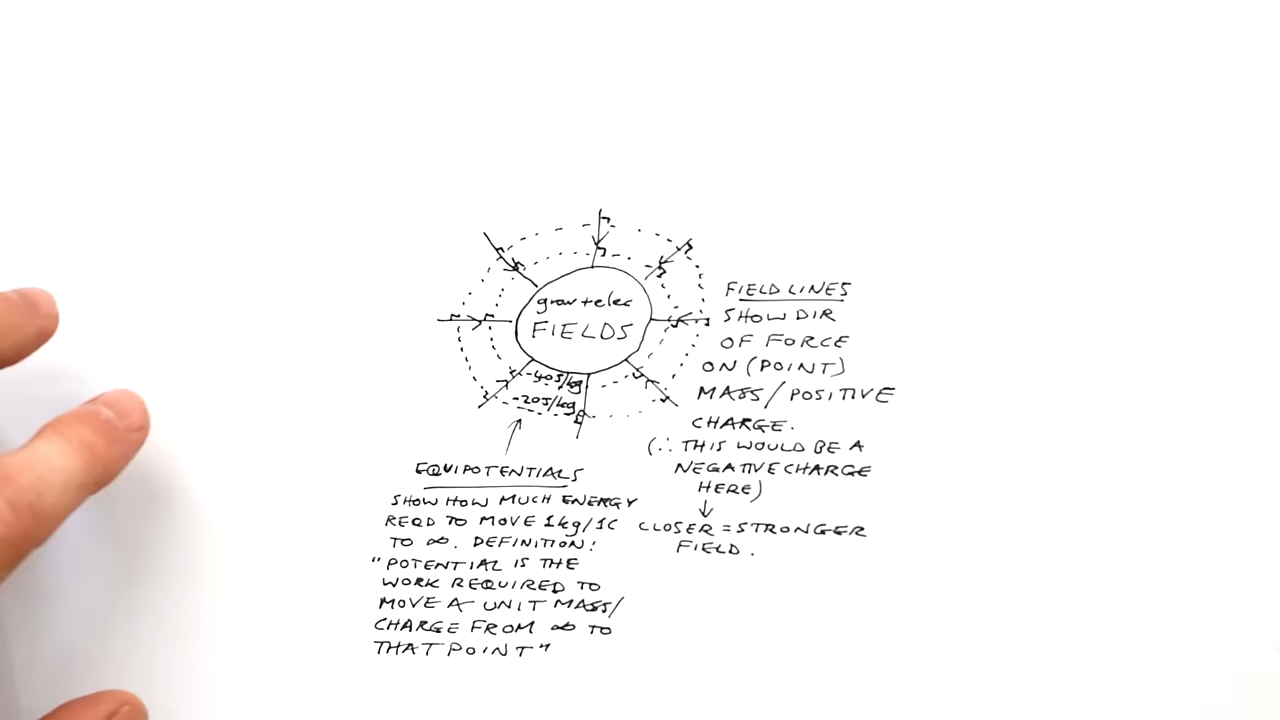 grav + elec
FIELDS
-40J/kg
-20J/kg
FIELD LINES
SHOW DIR
OF FORCE
ON (POINT)
MASS/POSITIVE
CHARGE.
(∴ THIS WOULD BE A
NEGATIVE CHARGE
HERE)
CLOSER = STRONGER
FIELD.
EQUIPOTENTIALS
SHOW HOW MUCH ENERGY
REQD TO MOVE 1kg/1C
TO ∞. DEFINITION:
"POTENTIAL IS THE
WORK REQUIRED TO
MOVE A UNIT MASS/
CHARGE FROM ∞ TO
THAT POINT"